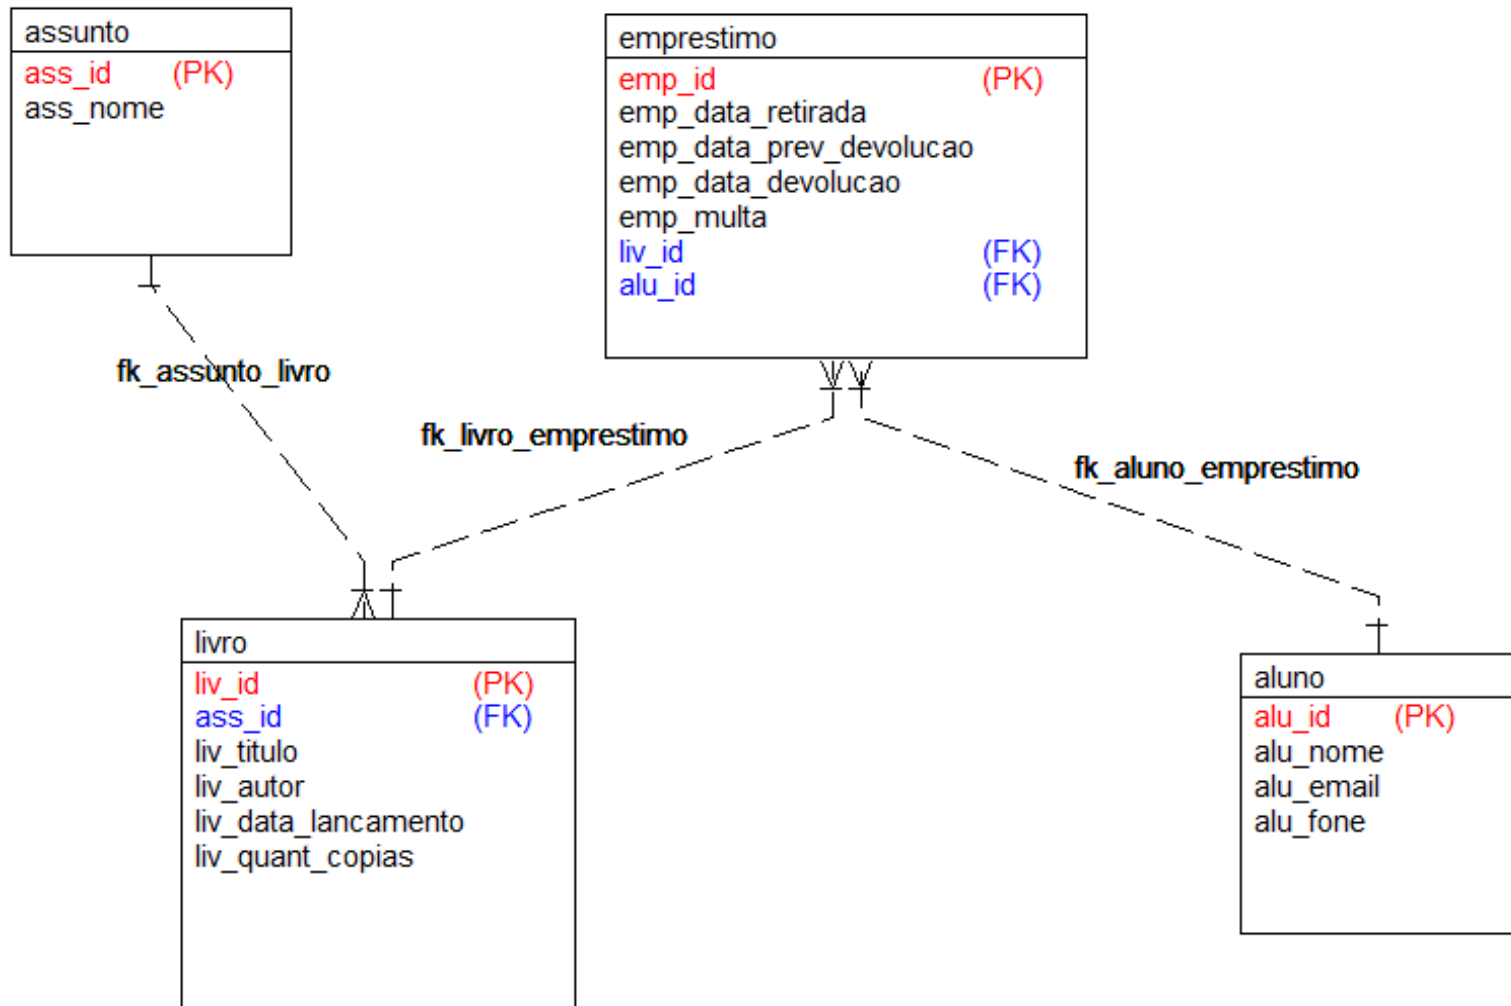 assunto
ass_id (PK)
ass_nome
emprestimo
emp_id (PK)
emp_data_retirada
emp_data_prev_devolucao
emp_data_devolucao
emp_multa
liv_id (FK)
alu_id (FK)
fk_assunto_livro
fk_livro_emprestimo
fk_aluno_emprestimo
livro
liv_id (PK)
ass_id (FK)
liv_titulo
liv_autor
liv_data_lancamento
liv_quant_copias
aluno
alu_id (PK)
alu_nome
alu_email
alu_fone